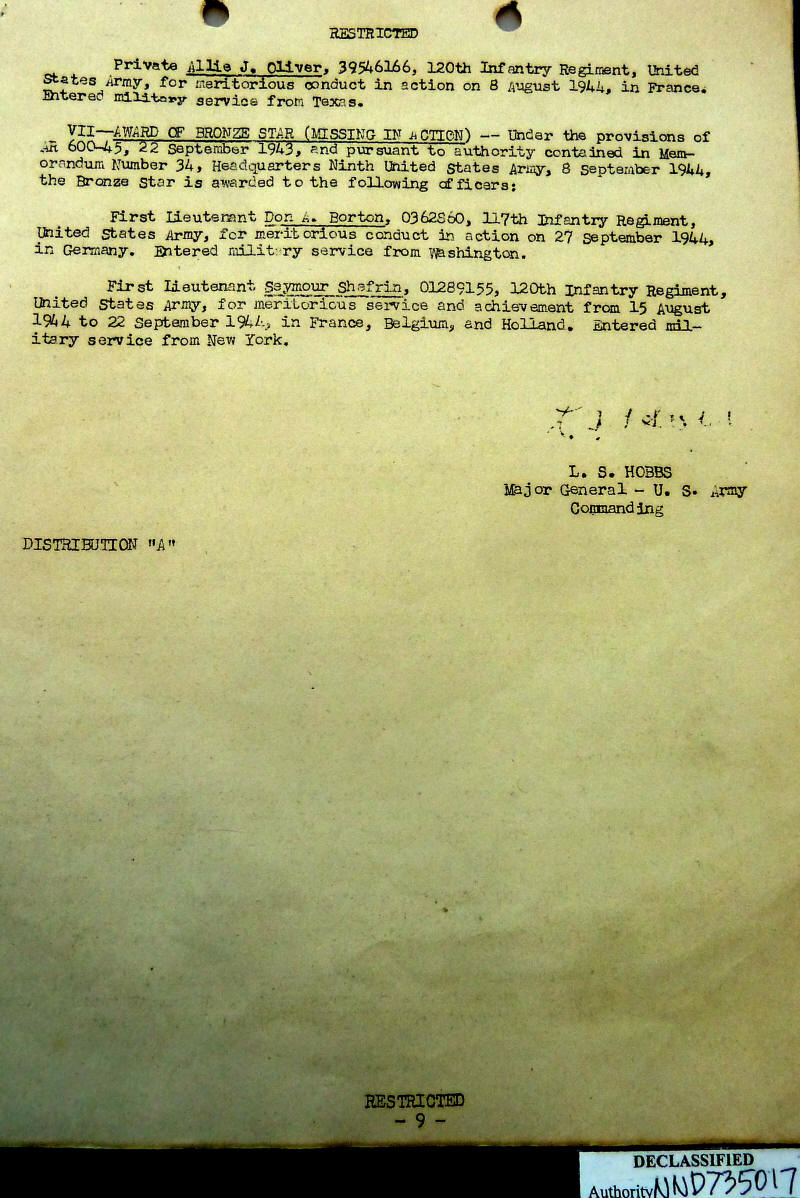 RESTRICTED
Private Allie J. Oliver, 39546166, 120th Infantry Regiment, United
States Army, for meritorious conduct in action on 8 August 1944, in France.
Entered military service from Texas.
VII—AWARD OF BRONZE STAR (MISSING IN ACTION) -- Under the provisions of
AR 600-45, 22 September 1943, and pursuant to authority contained in Mem-
orandum Number 34, Headquarters Ninth United States Army, 8 September 1944,
the Bronze Star is awarded to the following officers:
First Lieutenant Don A. Borton, 0362860, 117th Infantry Regiment,
United States Army, for meritorious conduct in action on 27 September 1944,
in Germany. Entered military service from Washington.
First Lieutenant Seymour Shefrin, 01289155, 120th Infantry Regiment,
United States Army, for meritorious service and achievement from 15 August
1944 to 22 September 1944, in France, Belgium, and Holland. Entered mil-
itary service from New York.
L. S. HOBBS
Major General - U. S. Army
Commanding
DISTRIBUTION "A"
RESTRICTED
- 9 -
DECLASSIFIED
Authority NND735017